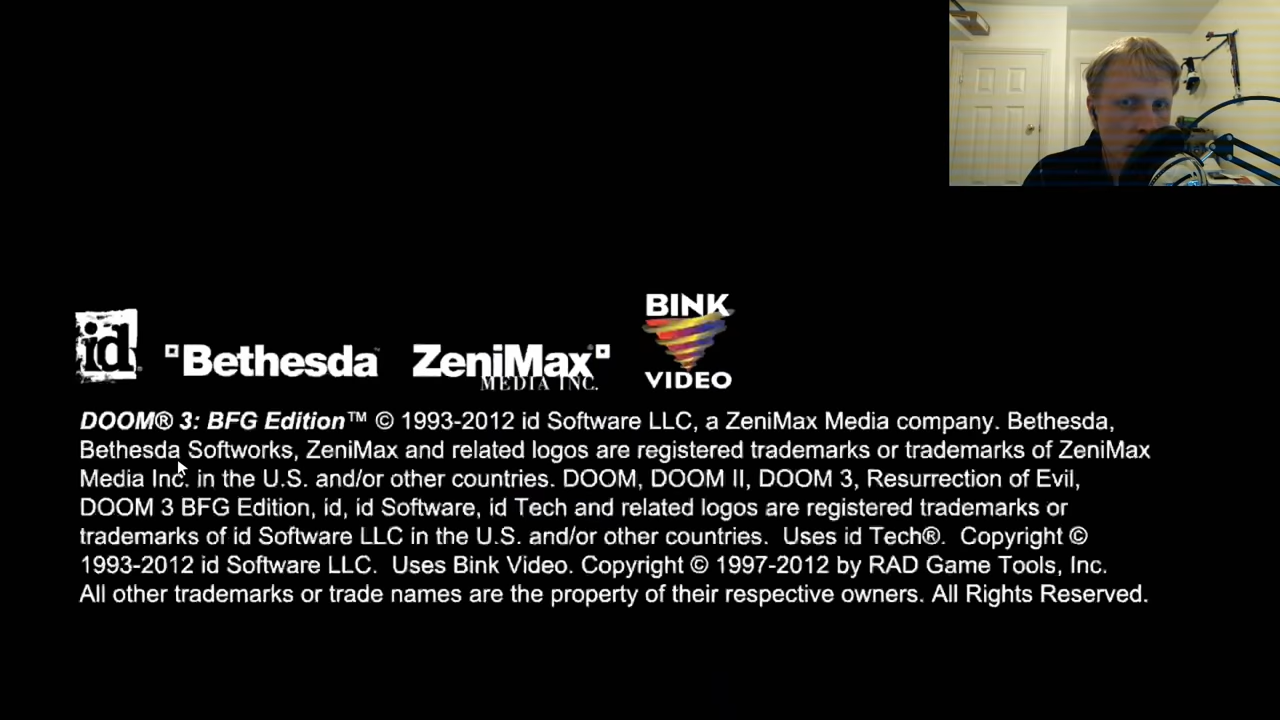 id
Bethesda™
ZeniMax®
MEDIA INC.
BINK
VIDEO
DOOM® 3: BFG Edition™ © 1993-2012 id Software LLC, a ZeniMax Media company. Bethesda,
Bethesda Softworks, ZeniMax and related logos are registered trademarks or trademarks of ZeniMax
Media Inc. in the U.S. and/or other countries. DOOM, DOOM II, DOOM 3, Resurrection of Evil,
DOOM 3 BFG Edition, id, id Software, id Tech and related logos are registered trademarks or
trademarks of id Software LLC in the U.S. and/or other countries.  Uses id Tech®.  Copyright ©
1993-2012 id Software LLC.  Uses Bink Video. Copyright © 1997-2012 by RAD Game Tools, Inc.
All other trademarks or trade names are the property of their respective owners. All Rights Reserved.